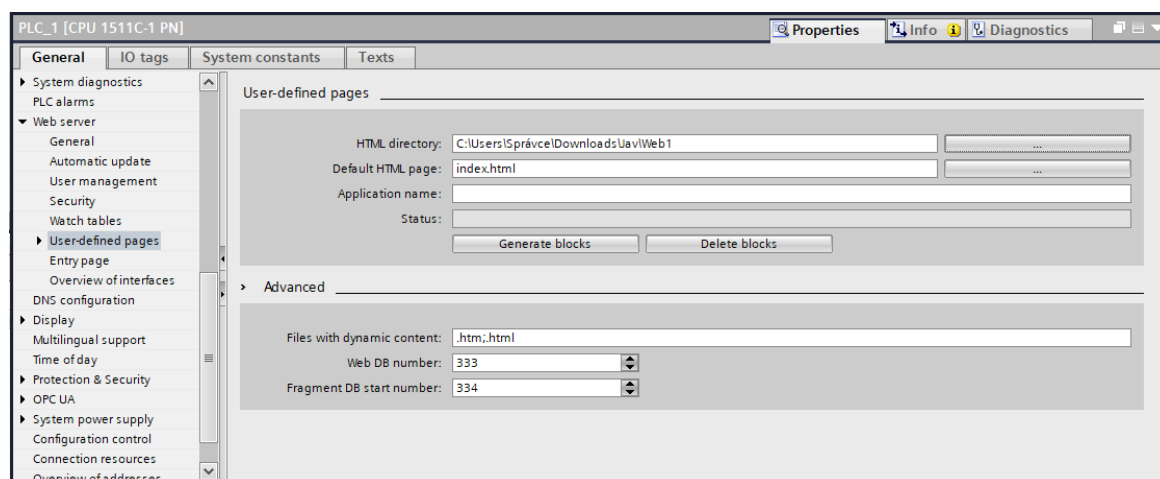 PLC_1 [CPU 1511C-1 PN]
Properties
Info
Diagnostics
General
IO tags
System constants
Texts
System diagnostics
PLC alarms
Web server
General
Automatic update
User management
Security
Watch tables
User-defined pages
Entry page
Overview of interfaces
DNS configuration
Display
Multilingual support
Time of day
Protection & Security
OPC UA
System power supply
Configuration control
Connection resources
Overview of addresses
User-defined pages
HTML directory: C:\Users\Správce\Downloads\Jav\Web1 ...
Default HTML page: index.html ...
Application name:
Status:
Generate blocks Delete blocks
Advanced
Files with dynamic content: .htm;.html
Web DB number: 333
Fragment DB start number: 334